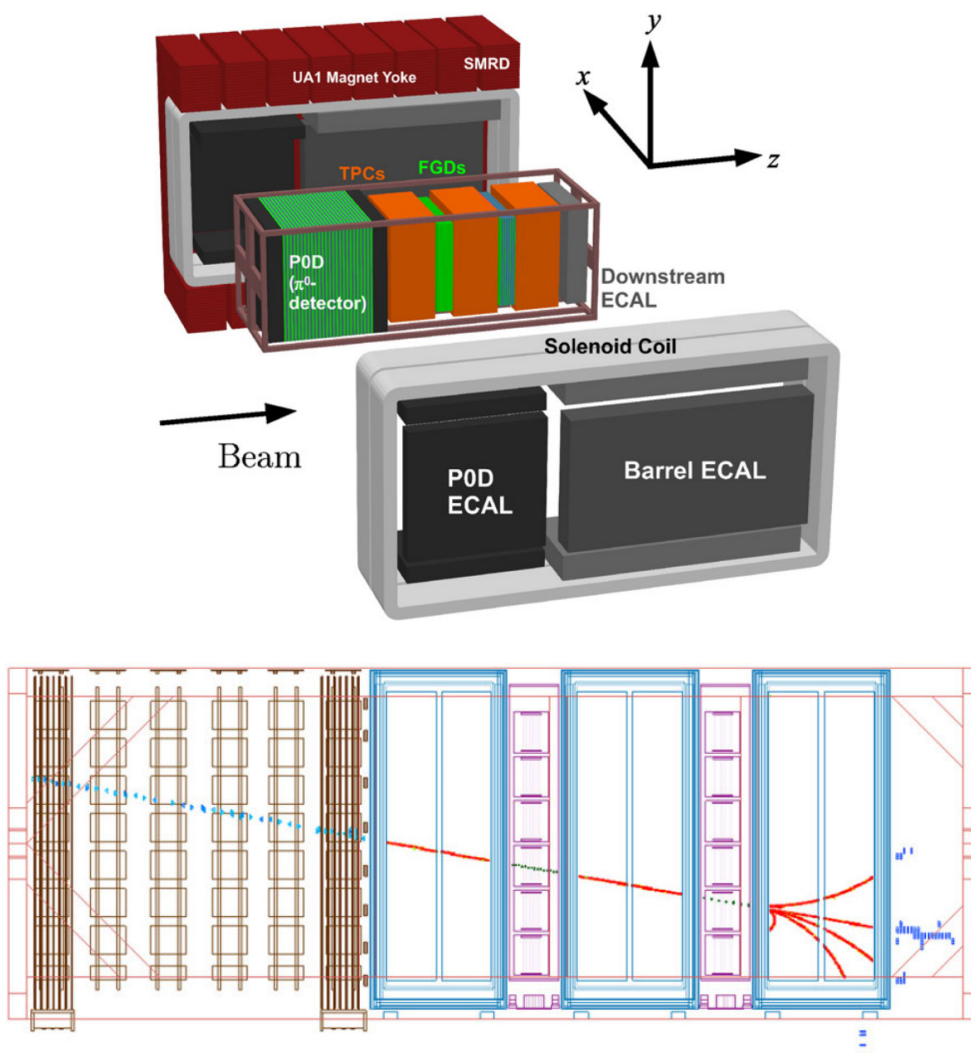 y
x
z
SMRD
UA1 Magnet Yoke
TPCs
FGDs
P0D
(π⁰-
detector)
Downstream
ECAL
Solenoid Coil
Beam
P0D
ECAL
Barrel ECAL